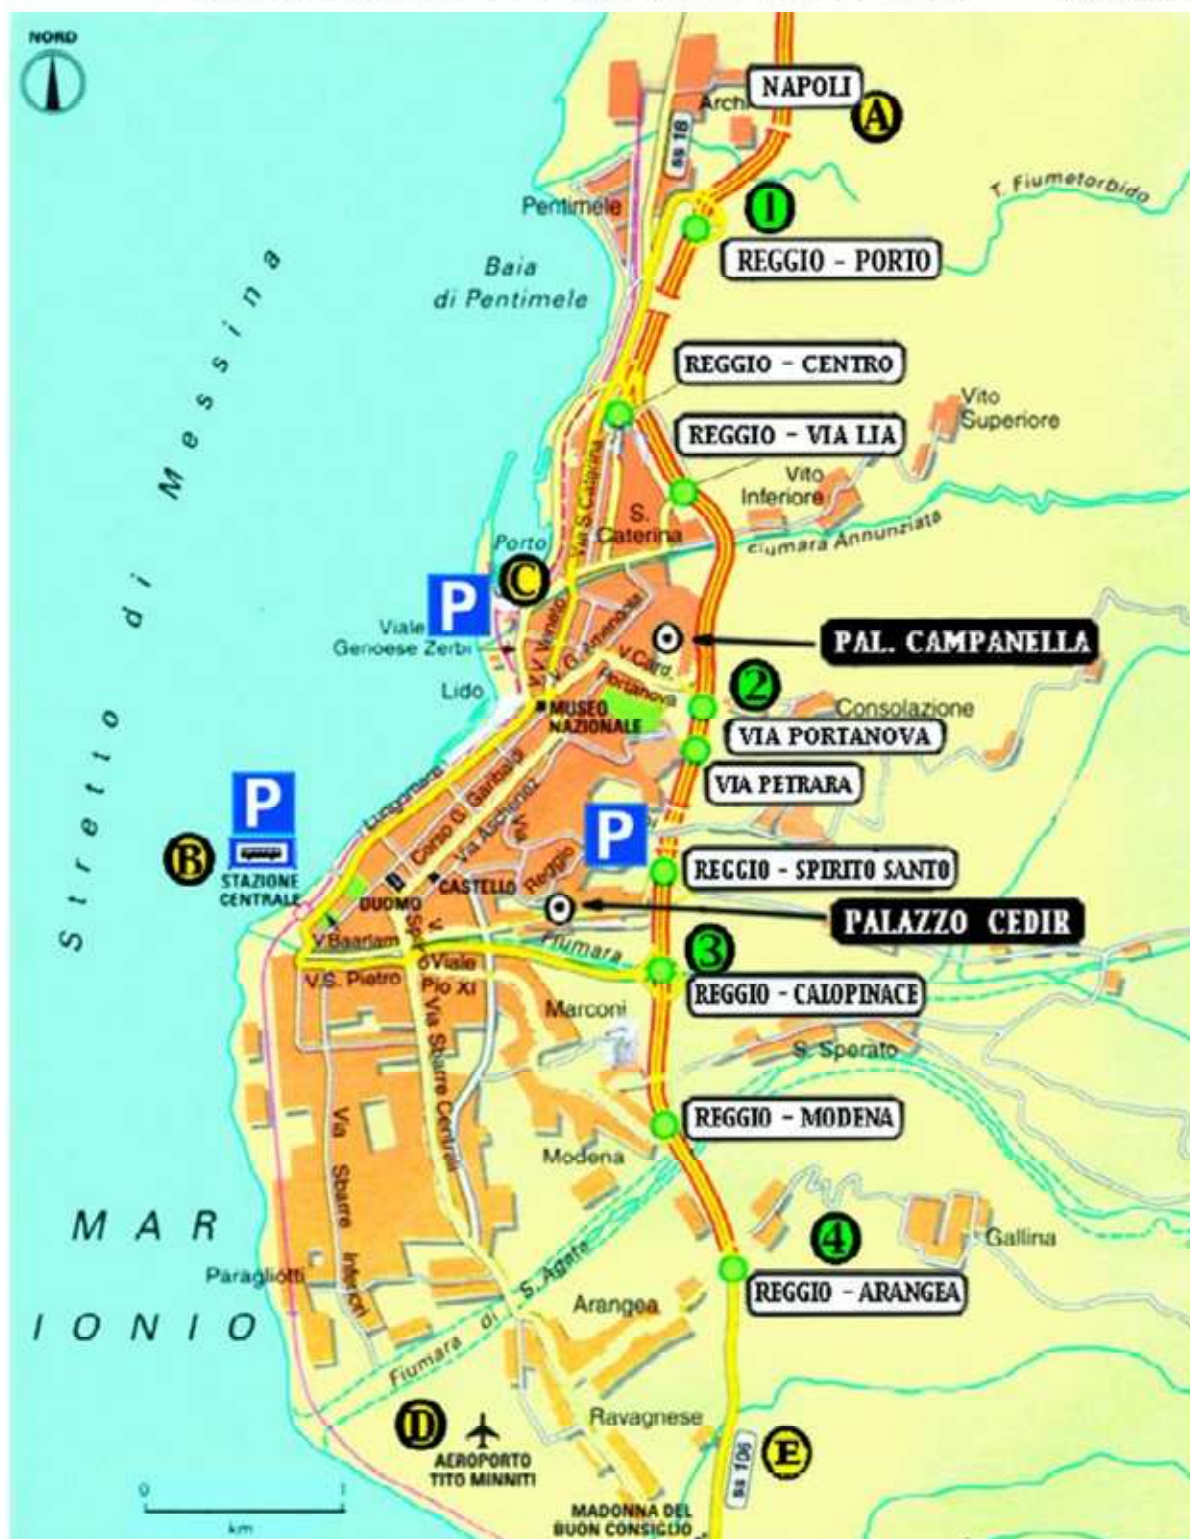 NORD
NAPOLI
A
Archi
ss 18
1
T. Fiumetorbido
Pentimele
REGGIO - PORTO
Baia
di Pentimele
Stretto di Messina
REGGIO - CENTRO
Vito
Superiore
REGGIO - VIA LIA
Vito
Inferiore
Via S. Caterina
S.
Caterina
Fiumara Annunziata
Porto
C
P
Viale
Genoese Zerbi
V. V. Veneto
V. G. Amendola
PAL. CAMPANELLA
V. Card.
Portanova
Lido
2
MUSEO
NAZIONALE
Consolazione
VIA PORTANOVA
VIA PETRARA
Lungomare
Corso G. Garibaldi
Via Aschenez
Via
P
P
B
STAZIONE
CENTRALE
Reggio
REGGIO - SPIRITO SANTO
CASTELLO
DUOMO
PALAZZO CEDIR
V. Baarlam
Fiumara
3
V.S. Pietro
Viale
Pio XI
REGGIO - CALOPINACE
Marconi
S. Sperato
Via Sbarre Centrali
REGGIO - MODENA
Modena
Via Sbarre Inferiori
MAR
IONIO
4
Gallina
Paragliotti
Fiumara di S. Agata
REGGIO - ARANGEA
Arangea
D
Ravagnese
E
AEROPORTO
TITO MINNITI
ss 106
0 1
km
MADONNA DEL
BUON CONSIGLIO